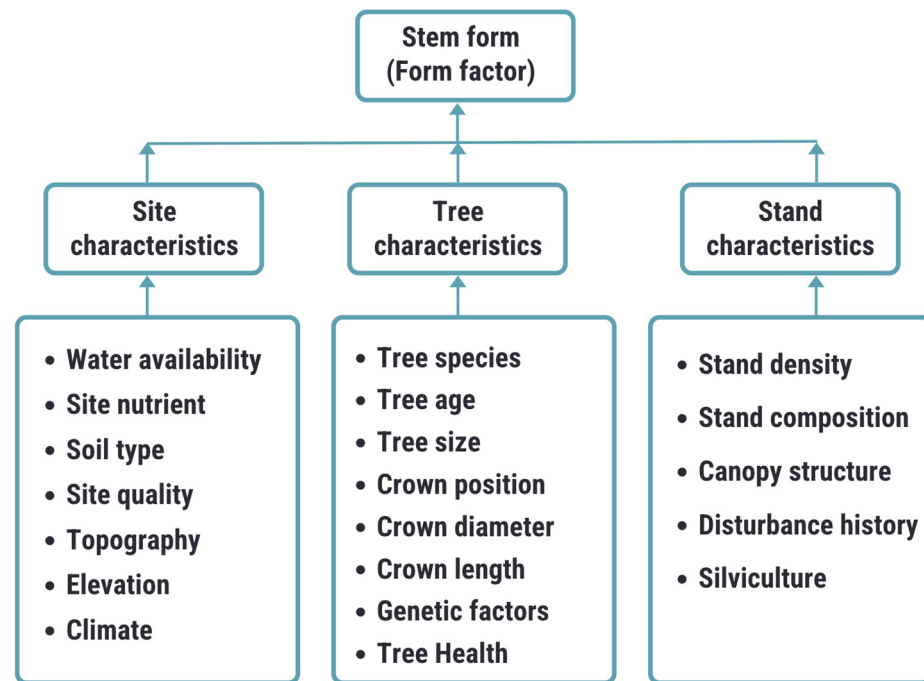 Stem form
(Form factor)
Site
characteristics
Tree
characteristics
Stand
characteristics
• Water availability
• Site nutrient
• Soil type
• Site quality
• Topography
• Elevation
• Climate
• Tree species
• Tree age
• Tree size
• Crown position
• Crown diameter
• Crown length
• Genetic factors
• Tree Health
• Stand density
• Stand composition
• Canopy structure
• Disturbance history
• Silviculture